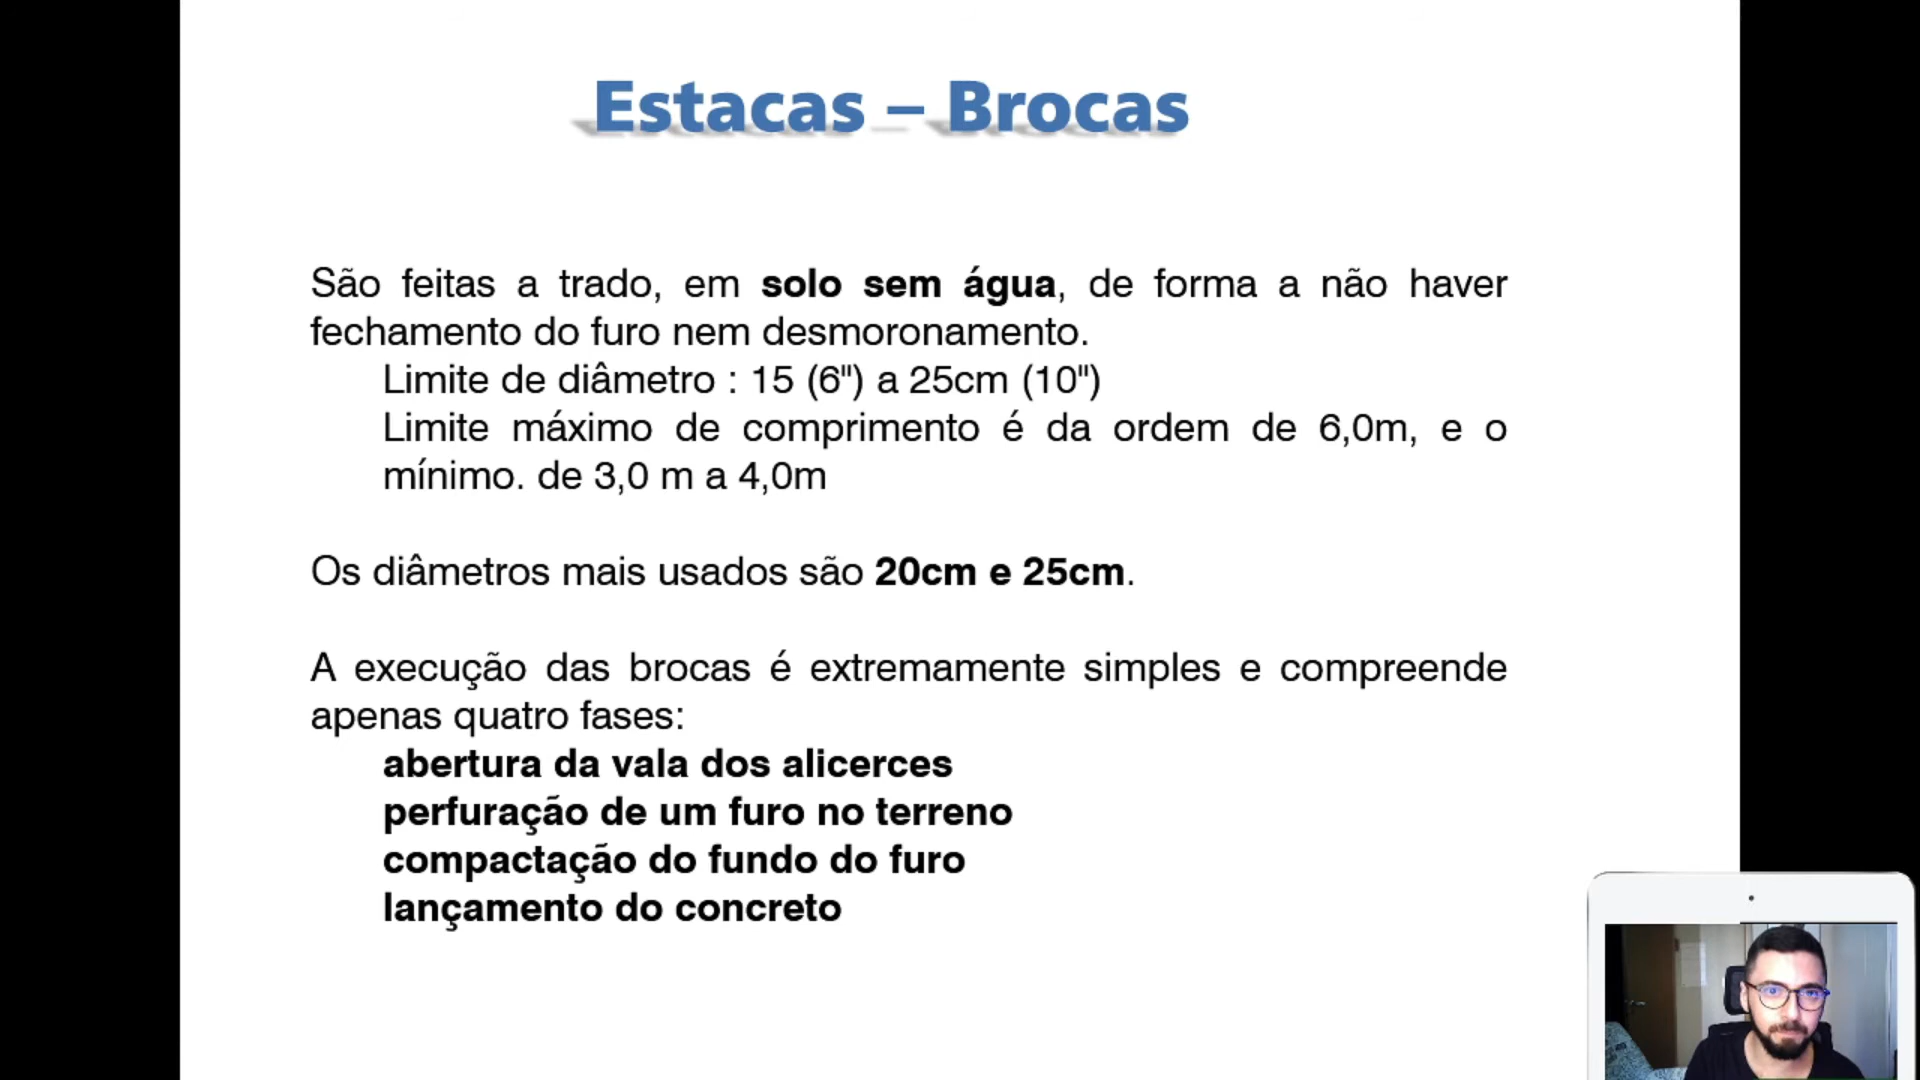 Estacas – Brocas
São feitas a trado, em solo sem água, de forma a não haver
fechamento do furo nem desmoronamento.
Limite de diâmetro : 15 (6") a 25cm (10")
Limite máximo de comprimento é da ordem de 6,0m, e o
mínimo. de 3,0 m a 4,0m
Os diâmetros mais usados são 20cm e 25cm.
A execução das brocas é extremamente simples e compreende
apenas quatro fases:
abertura da vala dos alicerces
perfuração de um furo no terreno
compactação do fundo do furo
lançamento do concreto